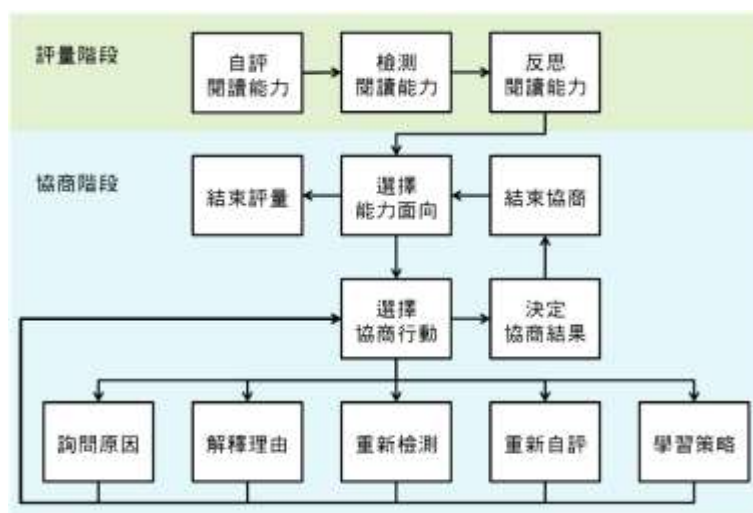 評量階段
自評
閱讀能力
檢測
閱讀能力
反思
閱讀能力
協商階段
結束評量
選擇
能力面向
結束協商
選擇
協商行動
決定
協商結果
詢問原因
解釋理由
重新檢測
重新自評
學習策略